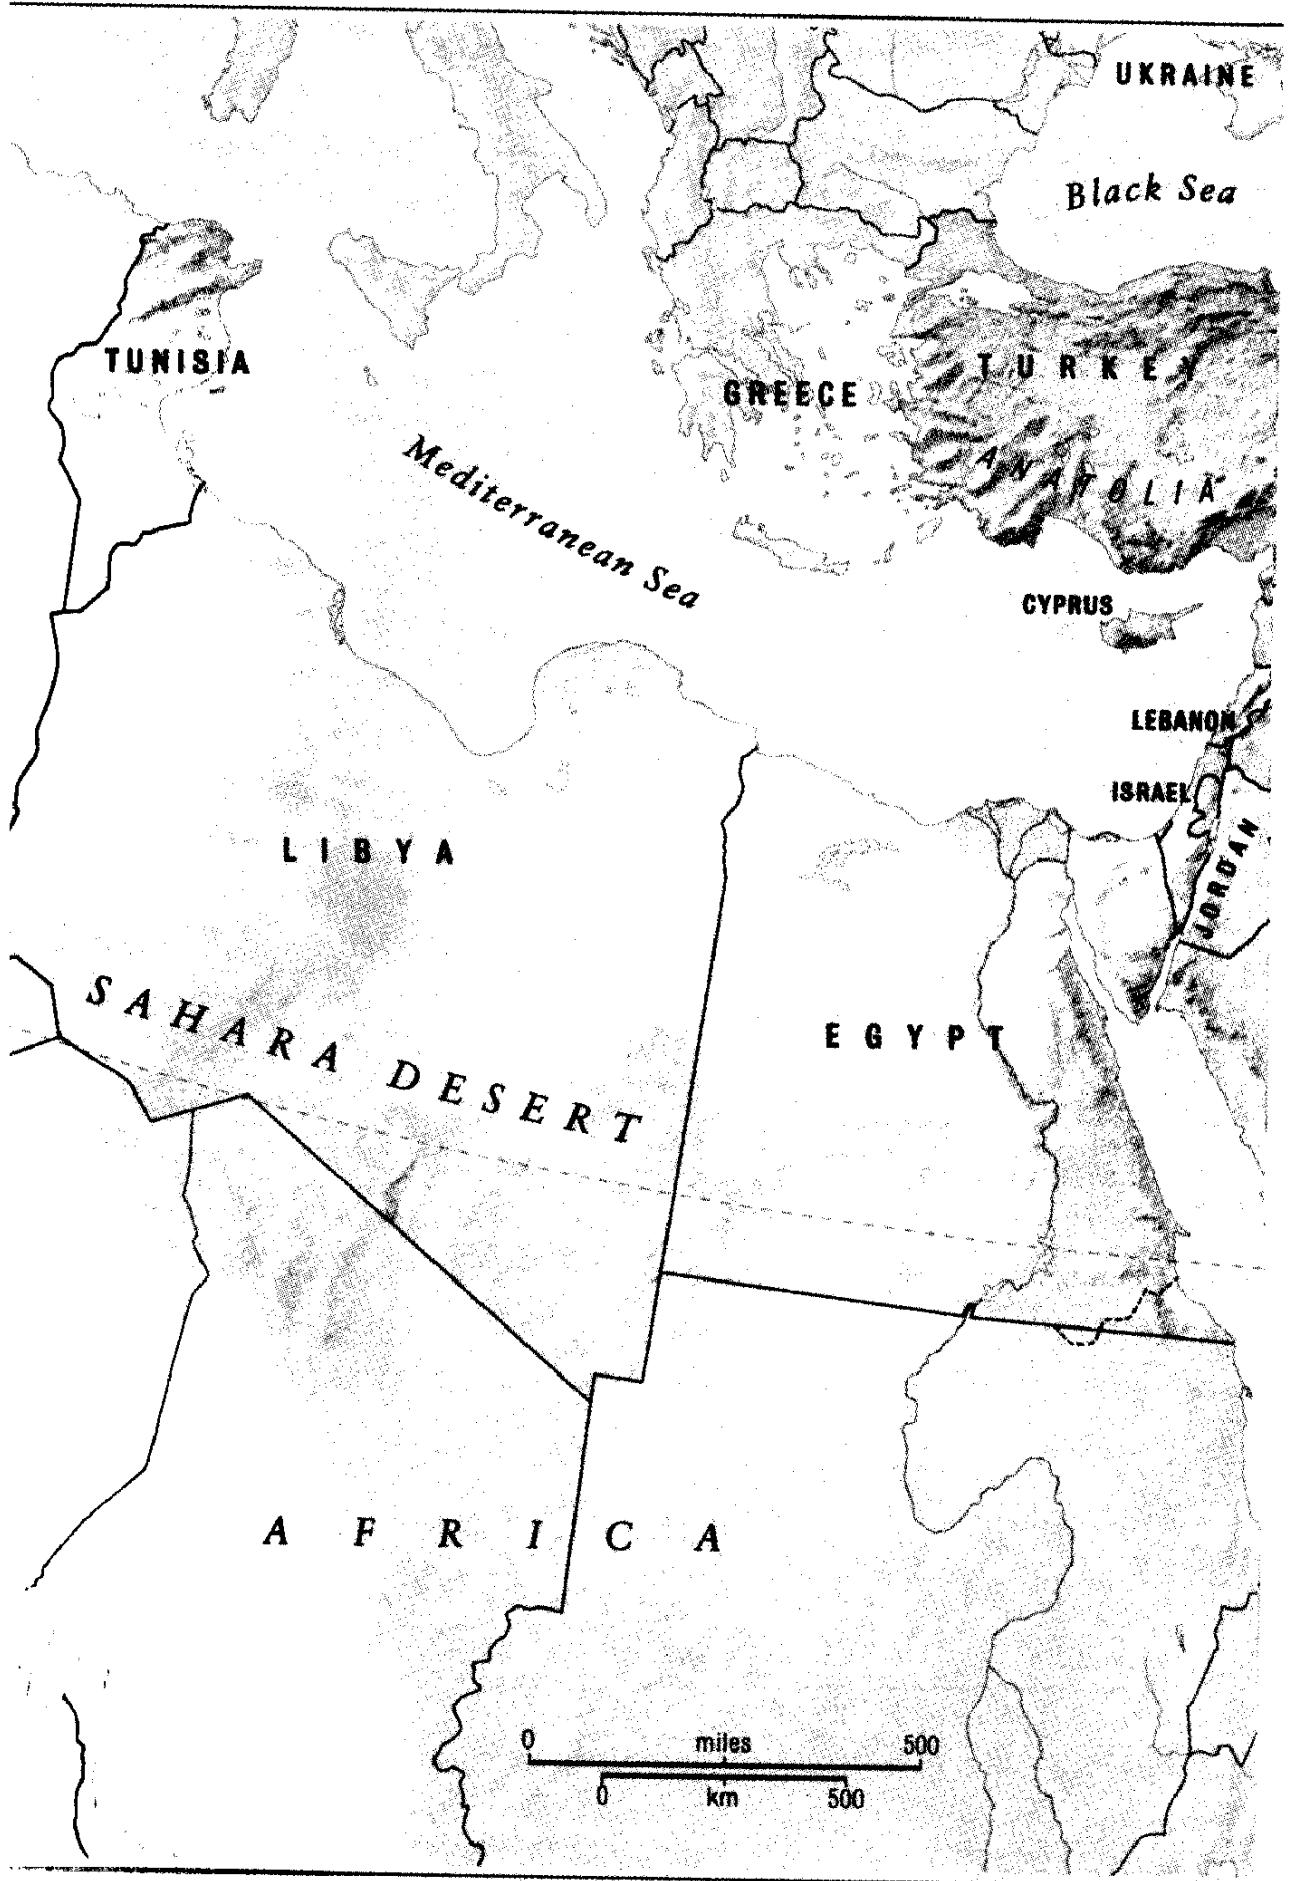 UKRAINE
Black Sea
TUNISIA
TURKEY
GREECE
ANATOLIA
Mediterranean Sea
CYPRUS
LEBANON
ISRAEL
JORDAN
LIBYA
SAHARA DESERT
EGYPT
AFRICA
0 miles 500
0 km 500